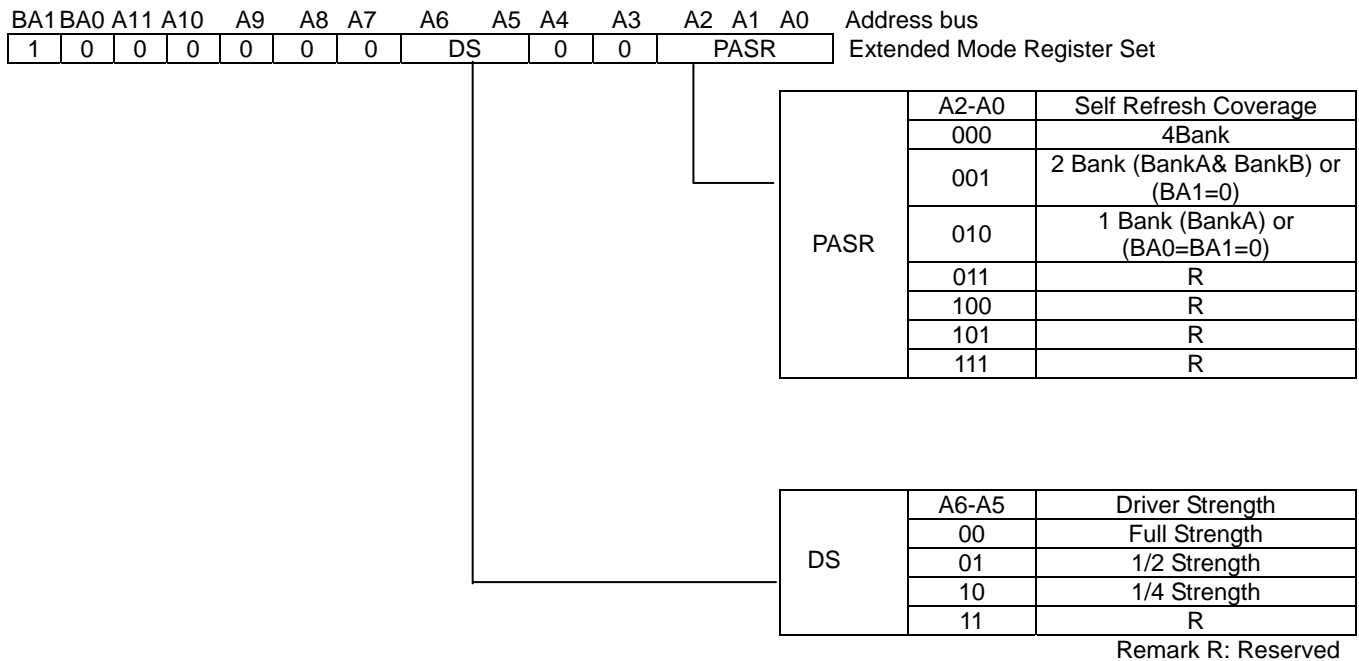 BA1 BA0 A11 A10 A9 A8 A7 A6 A5 A4 A3 A2 A1 A0 Address bus
1 0 0 0 0 0 0 DS 0 0 PASR Extended Mode Register Set
A2-A0 Self Refresh Coverage
000 4Bank
001 2 Bank (BankA& BankB) or
(BA1=0)
PASR 010 1 Bank (BankA) or
(BA0=BA1=0)
011 R
100 R
101 R
111 R
A6-A5 Driver Strength
00 Full Strength
DS 01 1/2 Strength
10 1/4 Strength
11 R
Remark R: Reserved